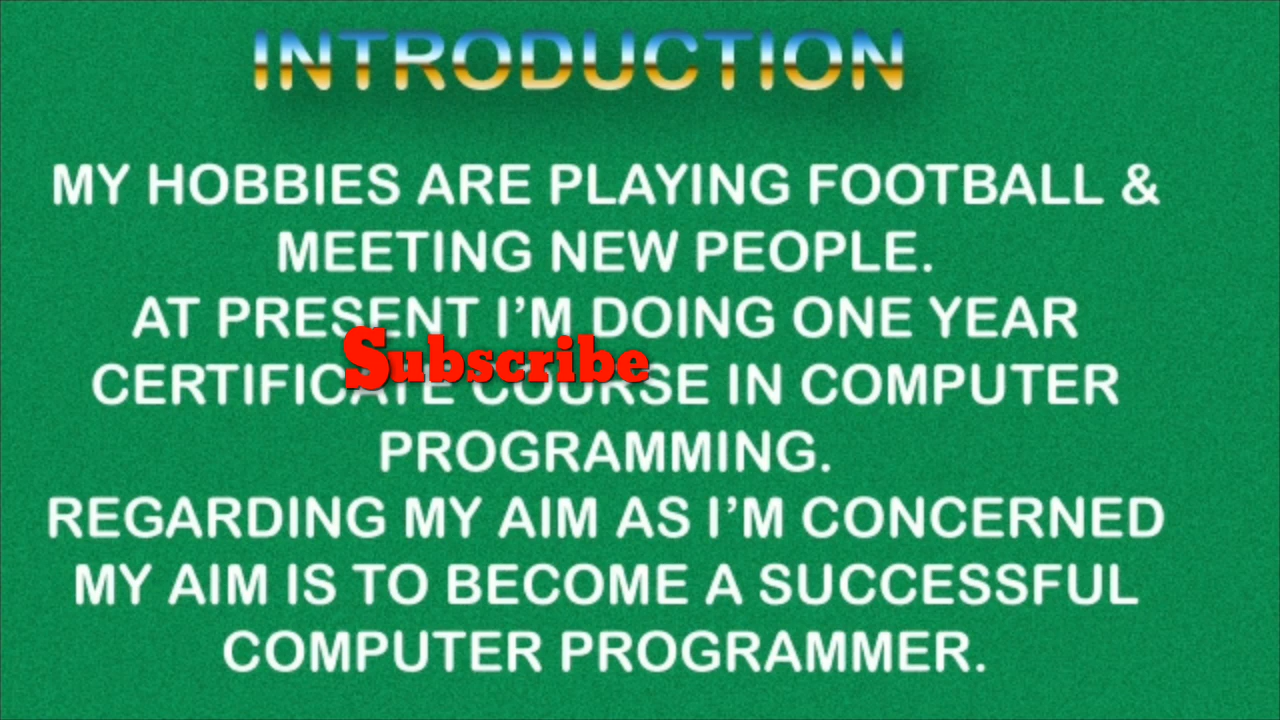 INTRODUCTION
MY HOBBIES ARE PLAYING FOOTBALL &
MEETING NEW PEOPLE.
AT PRESENT I’M DOING ONE YEAR
Subscribe
CERTIFICATE COURSE IN COMPUTER
PROGRAMMING.
REGARDING MY AIM AS I’M CONCERNED
MY AIM IS TO BECOME A SUCCESSFUL
COMPUTER PROGRAMMER.